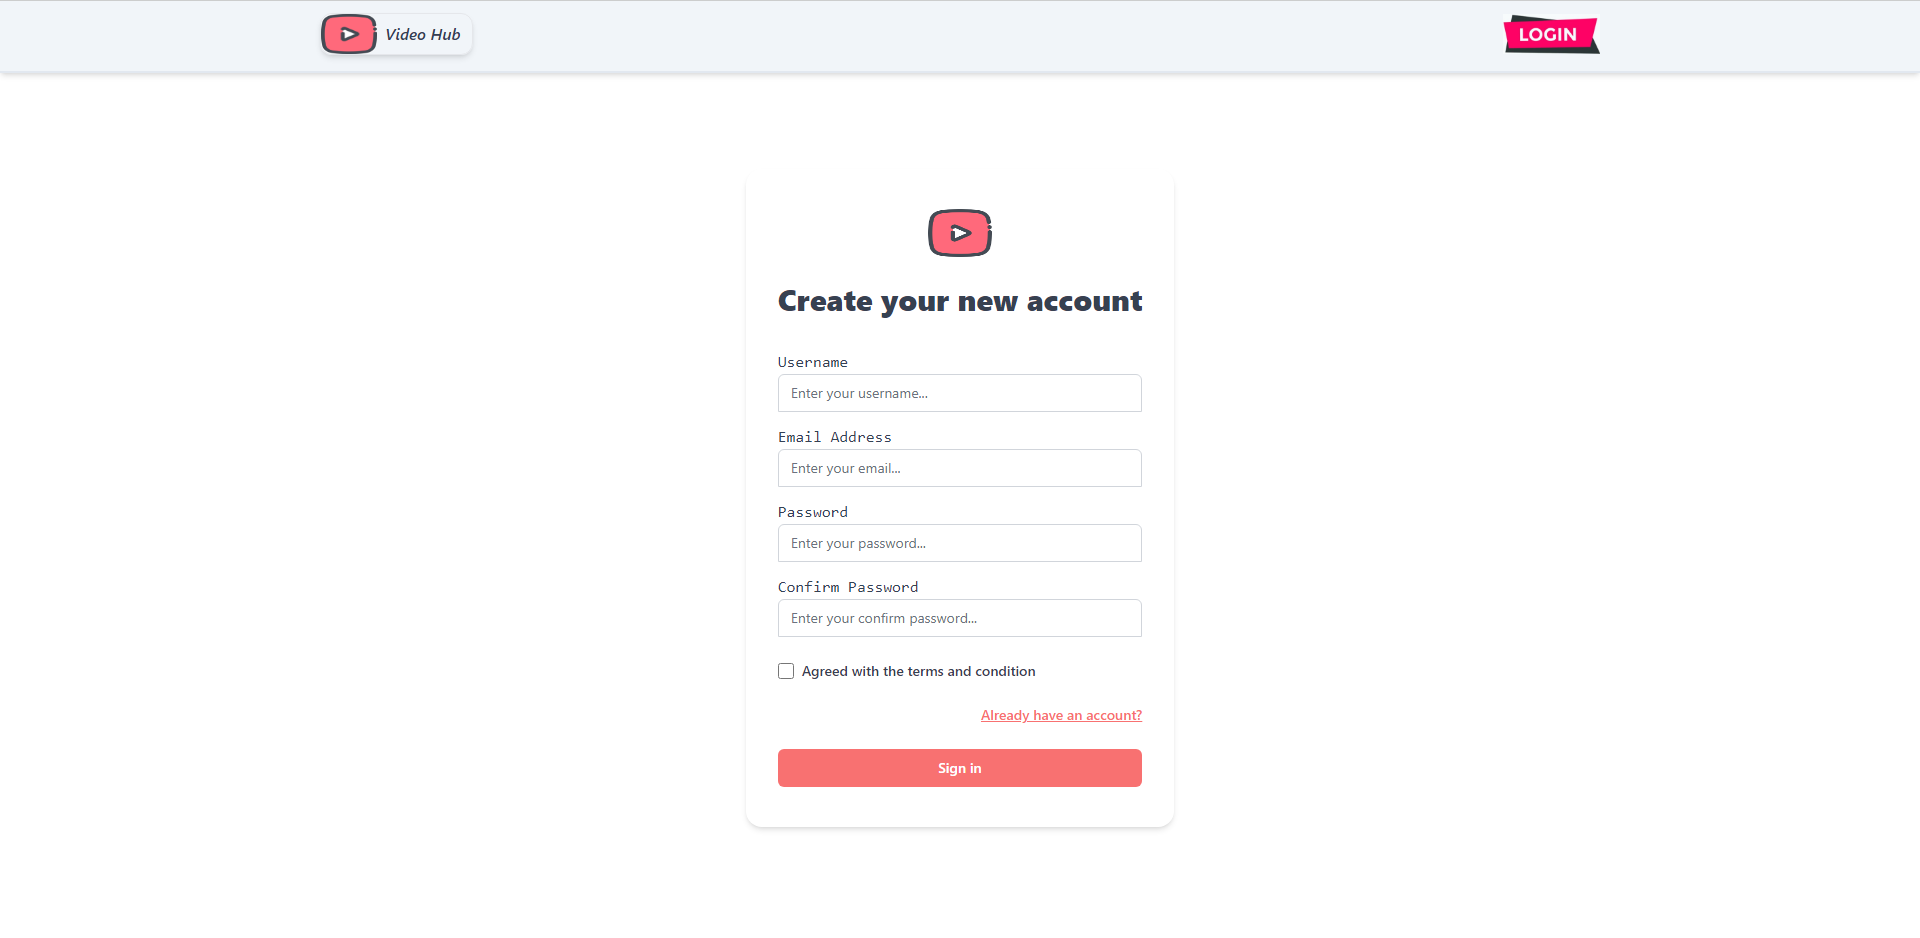 Video Hub
LOGIN
Create your new account
Username
Enter your username...
Email Address
Enter your email...
Password
Enter your password...
Confirm Password
Enter your confirm password...
Agreed with the terms and condition
Already have an account?
Sign in